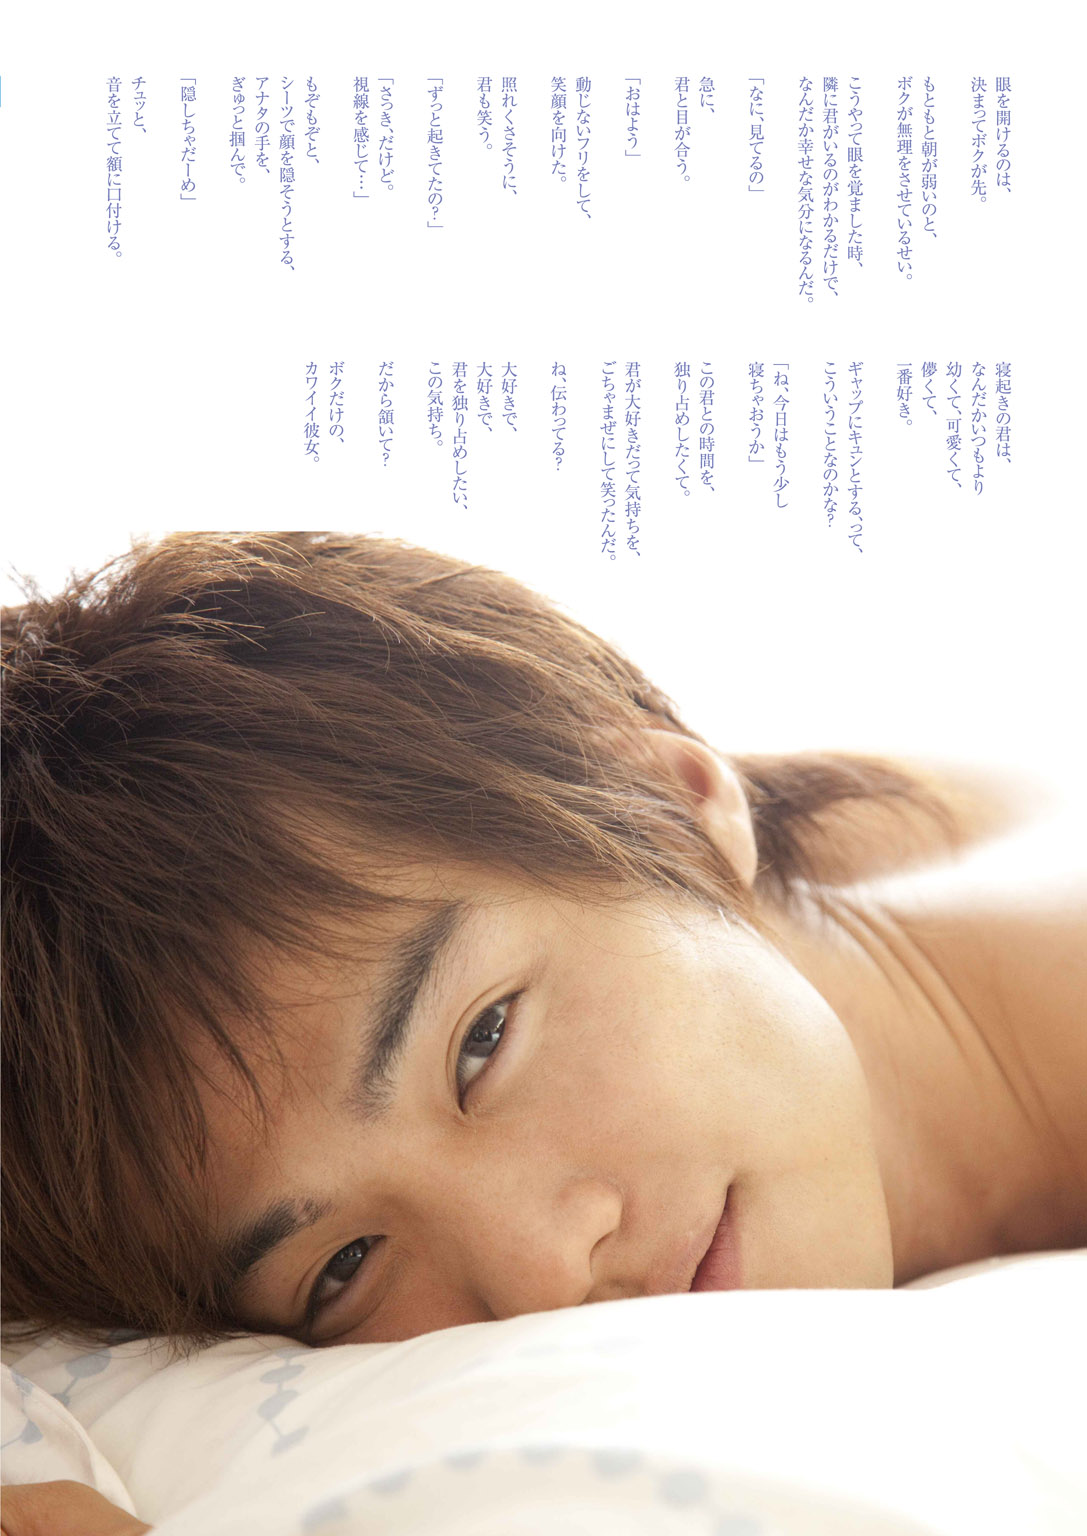 眼を開けるのは、
決まってボクが先。
もともと朝が弱いのと、
ボクが無理をさせているせい。
こうやって眼を覚ました時、
隣に君がいるのがわかるだけで、
なんだか幸せな気分になるんだ。
「なに、見てるの」
急に、
君と目が合う。
「おはよう」
動じないフリをして、
笑顔を向けた。
照れくさそうに、
君も笑う。
「ずっと起きてたの?」
「さっき、だけど。
視線を感じて…」
もぞもぞと、
シーツで顔を隠そうとする、
アナタの手を、
ぎゅっと掴んで。
「隠しちゃだーめ」
チュッと、
音を立てて額に口付ける。
寝起きの君は、
なんだかいつもより
幼くて、可愛くて、
儚くて、
一番好き。
ギャップにキュンとする、って、
こういうことなのかな?
「ね、今日はもう少し
寝ちゃおうか」
この君との時間を、
独り占めしたくて。
君が大好きだって気持ちを、
ごちゃまぜにして笑ったんだ。
ね、伝わってる?
大好きで、
大好きで、
君を独り占めしたい、
この気持ち。
だから頷いて?
ボクだけの、
カワイイ彼女。